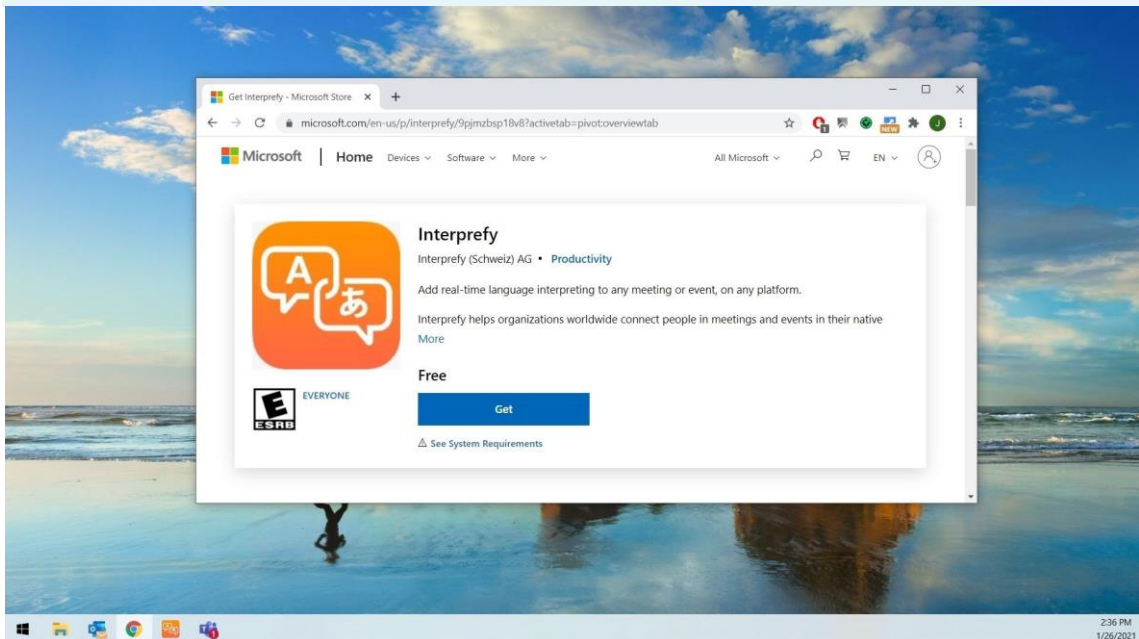 Get Interprefy - Microsoft Store
microsoft.com/en-us/p/interprefy/9pjmzbsp18v8?activetab=pivot:overviewtab
NEW
J
Microsoft | Home Devices Software More All Microsoft EN
A
あ
Interprefy
Interprefy (Schweiz) AG • Productivity
Add real-time language interpreting to any meeting or event, on any platform.
Interprefy helps organizations worldwide connect people in meetings and events in their native
More
Free
E
ESRB
EVERYONE
Get
See System Requirements
2:36 PM
1/26/2021